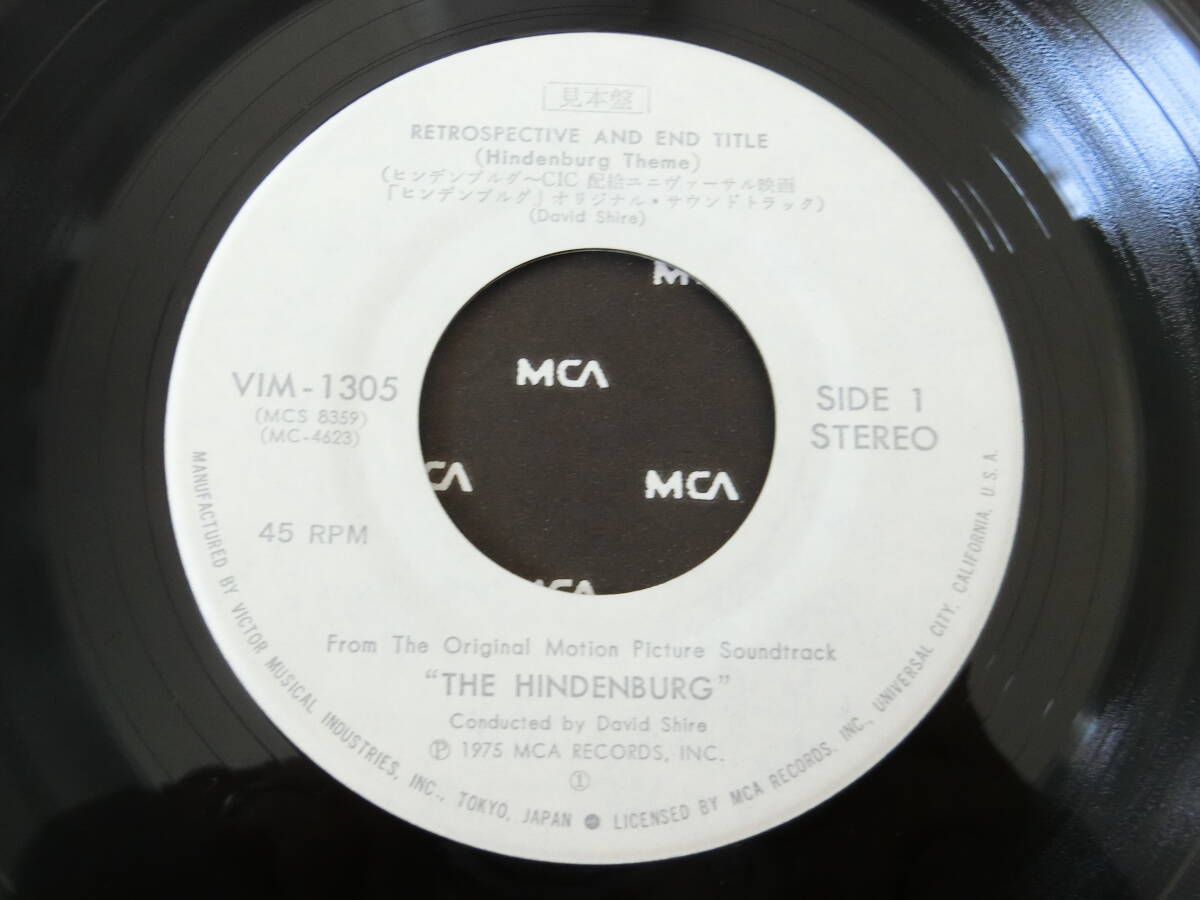 見本盤
RETROSPECTIVE AND END TITLE
(Hindenburg Theme)
(ヒンデンブルグ〜CIC 配給ユニヴァーサル映画
「ヒンデンブルグ」オリジナル・サウンドトラック)
(David Shire)
MCA
MCA
VIM-1305
(MCS 8359)
(MC-4623)
SIDE 1
STEREO
MCA
MCA
45 RPM
MCA
From The Original Motion Picture Soundtrack
"THE HINDENBURG"
Conducted by David Shire
Ⓟ 1975 MCA RECORDS, INC.
①
MANUFACTURED BY VICTOR MUSICAL INDUSTRIES, INC., TOKYO, JAPAN ● LICENSED BY MCA RECORDS, INC., UNIVERSAL CITY, CALIFORNIA, U.S.A.